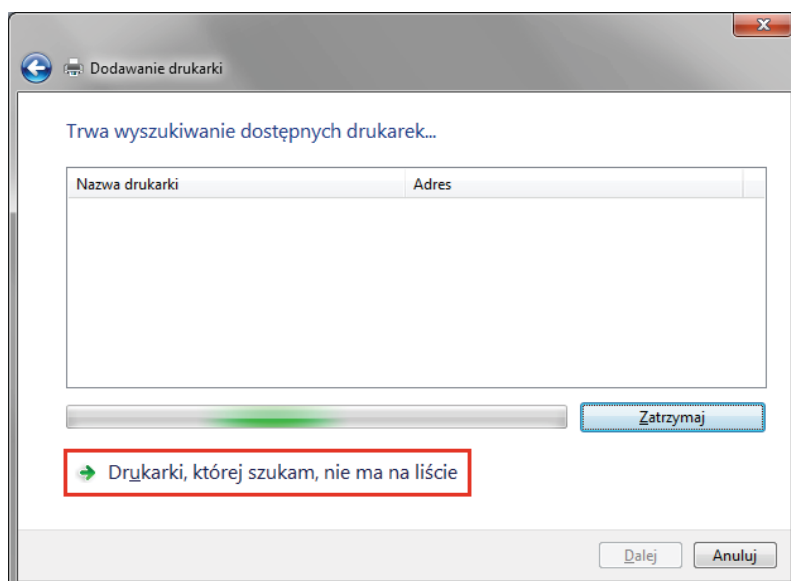 Dodawanie drukarki
Trwa wyszukiwanie dostępnych drukarek...
Nazwa drukarki Adres
Zatrzymaj
Drukarki, której szukam, nie ma na liście
Dalej Anuluj